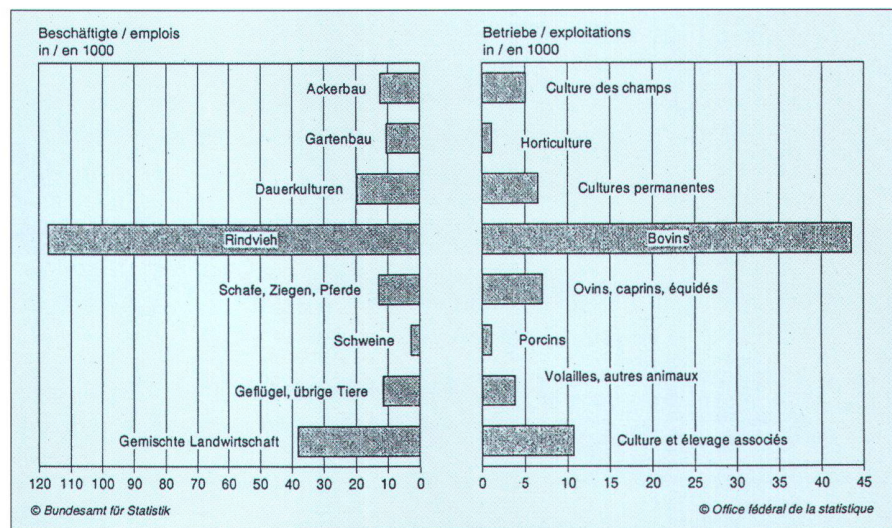 Beschäftigte / emplois
in / en 1000
Betriebe / exploitations
in / en 1000
Ackerbau
Culture des champs
Gartenbau
Horticulture
Dauerkulturen
Cultures permanentes
Rindvieh
Bovins
Schafe, Ziegen, Pferde
Ovins, caprins, équidés
Schweine
Porcins
Geflügel, übrige Tiere
Volailles, autres animaux
Gemischte Landwirtschaft
Culture et élevage associés
120 110 100 90 80 70 60 50 40 30 20 10 0
0 5 10 15 20 25 30 35 40 45
© Bundesamt für Statistik
© Office fédéral de la statistique